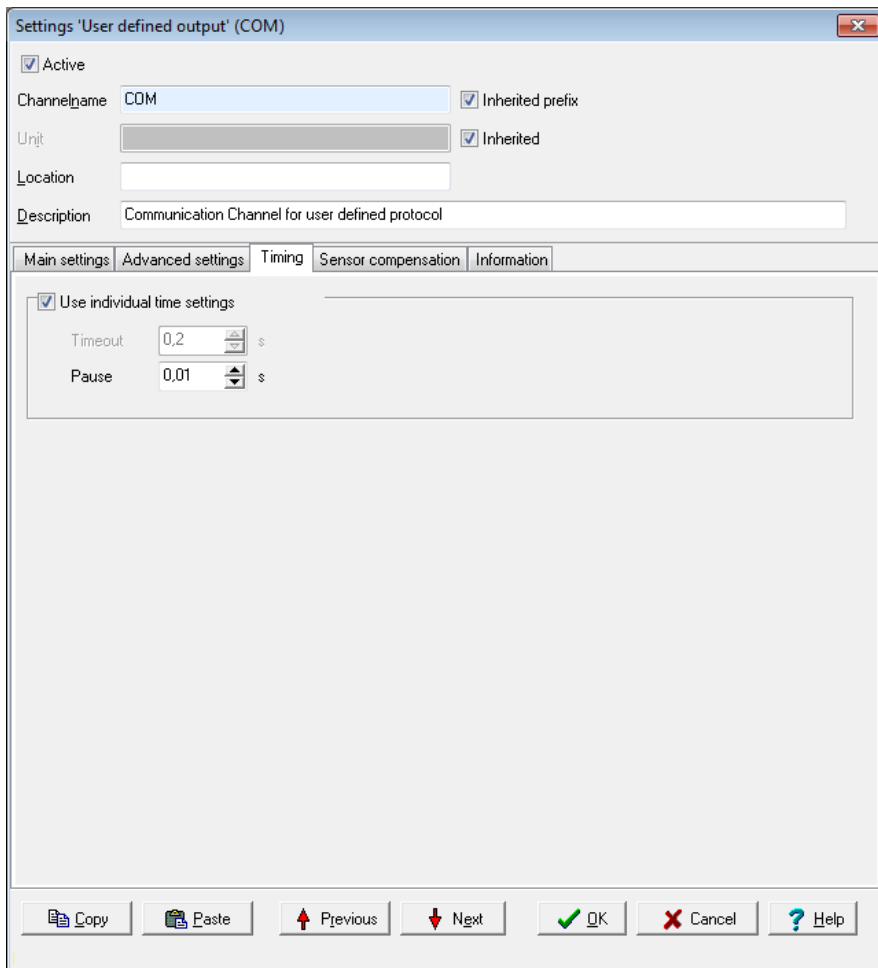 Settings 'User defined output' (COM)
Active
Channelname COM Inherited prefix
Unit Inherited
Location
Description Communication Channel for user defined protocol
Main settings Advanced settings Timing Sensor compensation Information
Use individual time settings
Timeout 0,2 s
Pause 0,01 s
Copy Paste Previous Next OK Cancel Help